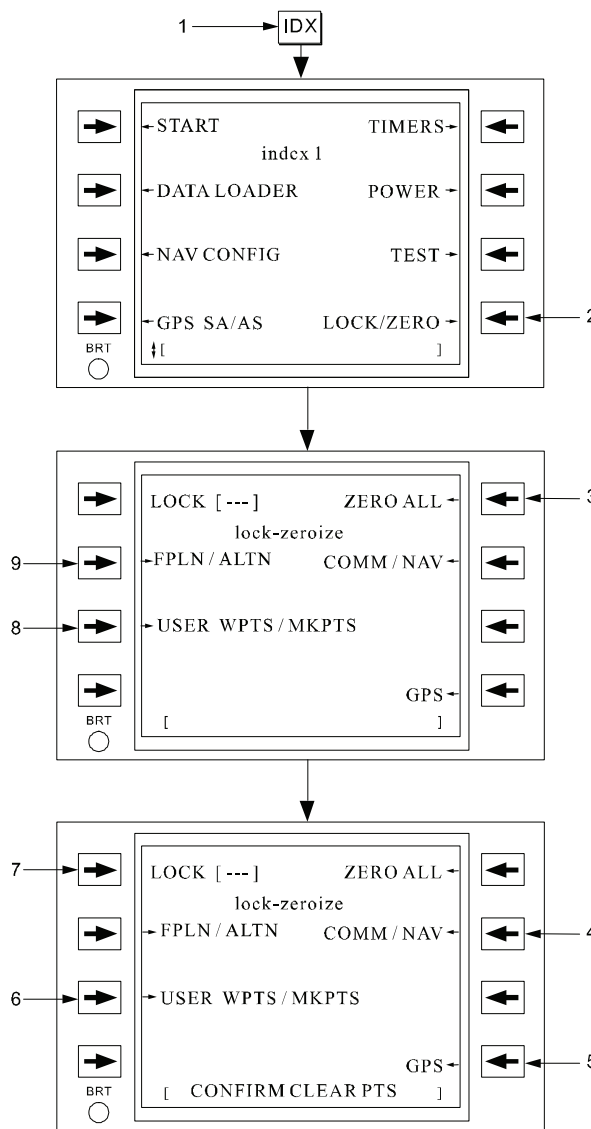 1 IDX
←START TIMERS→
index 1
←DATA LOADER POWER→
←NAV CONFIG TEST→
←GPS SA/AS LOCK/ZERO→ 2
BRT
[ ]
LOCK [---] ZERO ALL← 3
lock-zeroize
9 →FPLN / ALTN COMM / NAV←
8 →USER WPTS / MKPTS
GPS←
BRT
[ ]
7 LOCK [---] ZERO ALL←
lock-zeroize
→FPLN / ALTN COMM / NAV← 4
6 →USER WPTS / MKPTS
GPS← 5
BRT
[ CONFIRM CLEAR PTS ]